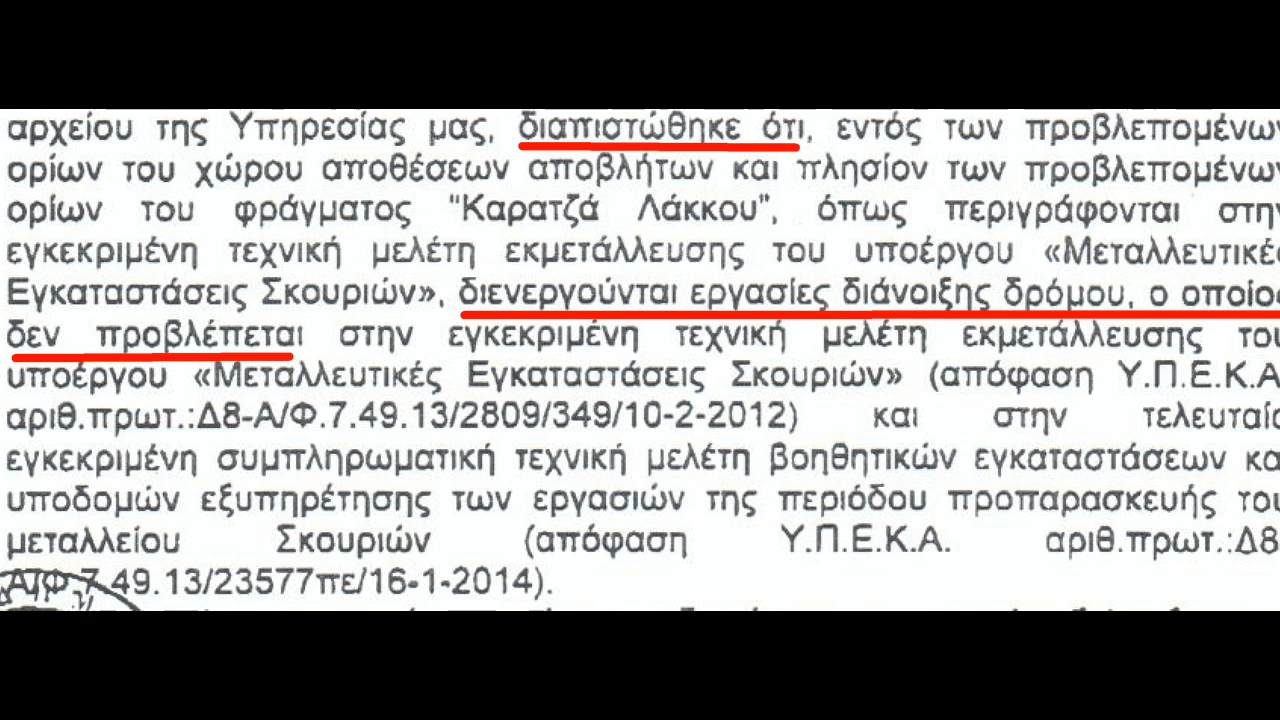 αρχείου της Υπηρεσίας μας, διαπιστώθηκε ότι, εντός των προβλεπομένων
ορίων του χώρου αποθέσεων αποβλήτων και πλησίον των προβλεπομένων
ορίων του φράγματος “Καρατζά Λάκκου”, όπως περιγράφονται στην
εγκεκριμένη τεχνική μελέτη εκμετάλλευσης του υποέργου «Μεταλλευτικές
Εγκαταστάσεις Σκουριών», διενεργούνται εργασίες διάνοιξης δρόμου, ο οποίος
δεν προβλέπεται στην εγκεκριμένη τεχνική μελέτη εκμετάλλευσης του
υποέργου «Μεταλλευτικές Εγκαταστάσεις Σκουριών» (απόφαση Υ.Π.Ε.Κ.Α.
αριθ.πρωτ.:Δ8-Α/Φ.7.49.13/2809/349/10-2-2012) και στην τελευταία
εγκεκριμένη συμπληρωματική τεχνική μελέτη βοηθητικών εγκαταστάσεων και
υποδομών εξυπηρέτησης των εργασιών της περιόδου προπαρασκευής του
μεταλλείου Σκουριών (απόφαση Υ.Π.Ε.Κ.Α. αριθ.πρωτ.:Δ8-
Α/Φ.7.49.13/23577πε/16-1-2014).